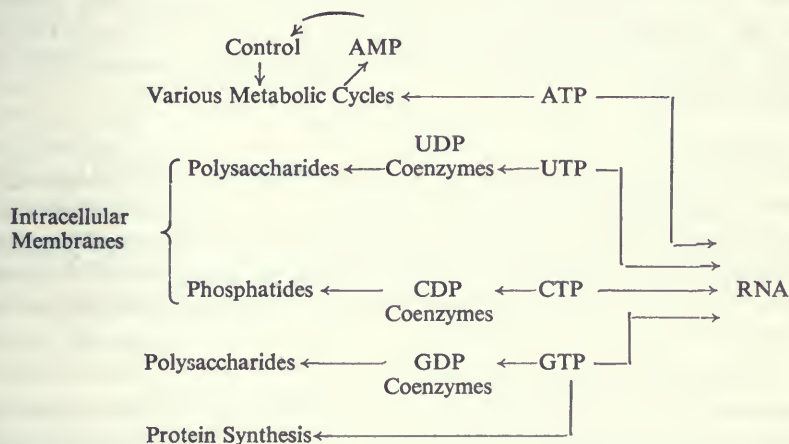 Control AMP
Various Metabolic Cycles ATP
UDP
Polysaccharides Coenzymes UTP
Intracellular
Membranes
Phosphatides CDP CTP RNA
Coenzymes
Polysaccharides GDP GTP
Coenzymes
Protein Synthesis